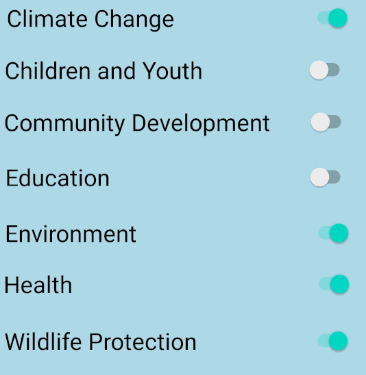 Climate Change
Children and Youth
Community Development
Education
Environment
Health
Wildlife Protection